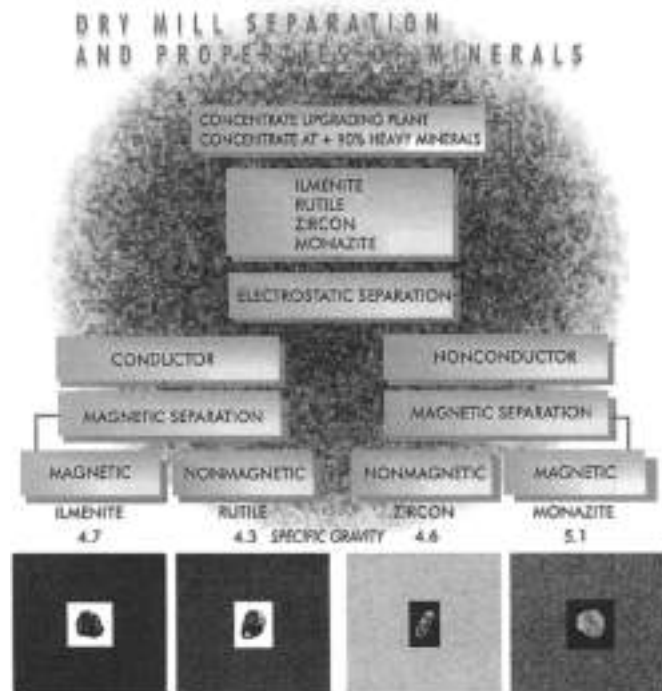 DRY MILL SEPARATION
AND PROPERTIES OF MINERALS
CONCENTRATE UPGRADING PLANT
CONCENTRATE AT + 90% HEAVY MINERALS
ILMENITE
RUTILE
ZIRCON
MONAZITE
ELECTROSTATIC SEPARATION
CONDUCTOR
NONCONDUCTOR
MAGNETIC SEPARATION
MAGNETIC SEPARATION
MAGNETIC
NONMAGNETIC
NONMAGNETIC
MAGNETIC
ILMENITE
RUTILE
ZIRCON
MONAZITE
4.7
4.3
SPECIFIC GRAVITY
4.6
5.1